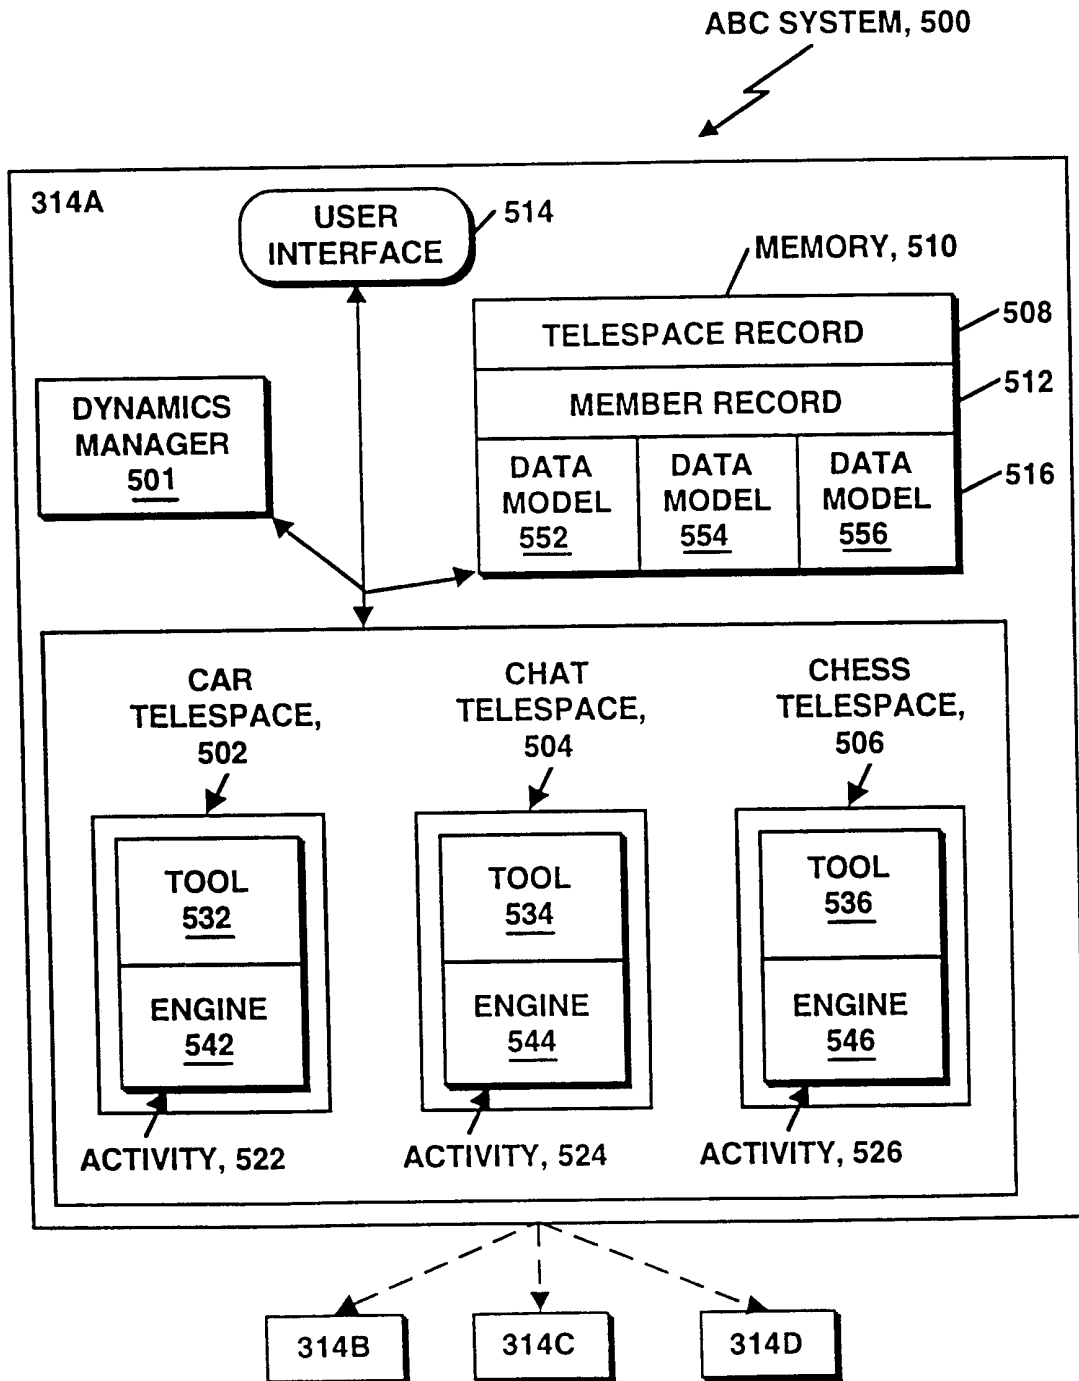 ABC SYSTEM, 500
314A
USER
INTERFACE
514
MEMORY, 510
TELESPACE RECORD
508
MEMBER RECORD
512
DYNAMICS
MANAGER
501
DATA
MODEL
552
DATA
MODEL
554
DATA
MODEL
556
516
CAR
TELESPACE,
502
CHAT
TELESPACE,
504
CHESS
TELESPACE,
506
TOOL
532
ENGINE
542
TOOL
534
ENGINE
544
TOOL
536
ENGINE
546
ACTIVITY, 522
ACTIVITY, 524
ACTIVITY, 526
314B
314C
314D